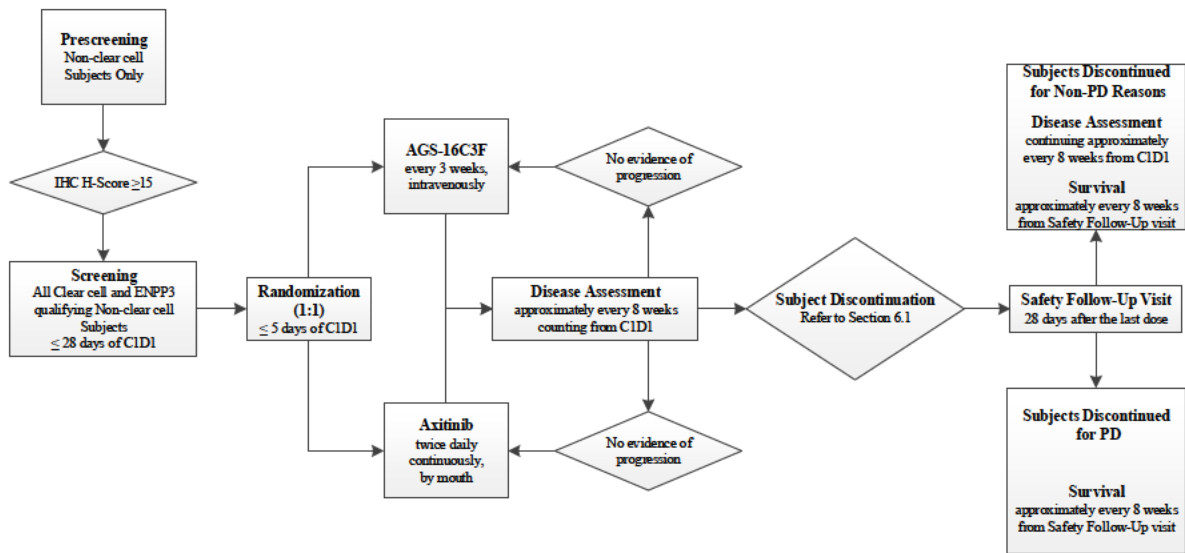 Prescreening
Non-clear cell
Subjects Only
IHC H-Score ≥15
Screening
All Clear cell and ENPP3
qualifying Non-clear cell
Subjects
≤ 28 days of C1D1
Randomization
(1:1)
≤ 5 days of C1D1
AGS-16C3F
every 3 weeks,
intravenously
No evidence of
progression
Disease Assessment
approximately every 8 weeks
counting from C1D1
Axitinib
twice daily
continuously,
by mouth
No evidence of
progression
Subject Discontinuation
Refer to Section 6.1
Subjects Discontinued
for Non-PD Reasons
Disease Assessment
continuing approximately
every 8 weeks from C1D1
Survival
approximately every 8 weeks
from Safety Follow-Up visit
Safety Follow-Up Visit
28 days after the last dose
Subjects Discontinued
for PD
Survival
approximately every 8 weeks
from Safety Follow-Up visit